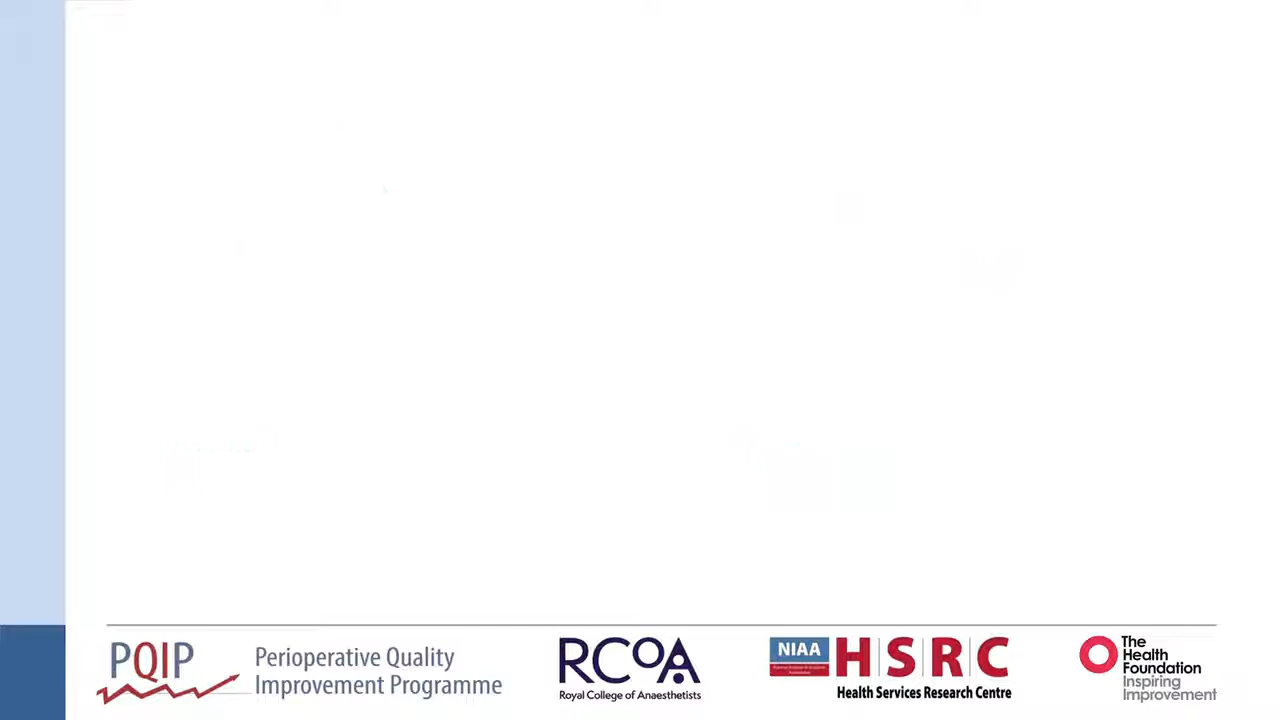 PQIP
Perioperative Quality
Improvement Programme
RCoA
Royal College of Anaesthetists
NIAA
HSRC
Health Services Research Centre
The
Health
Foundation
Inspiring
Improvement